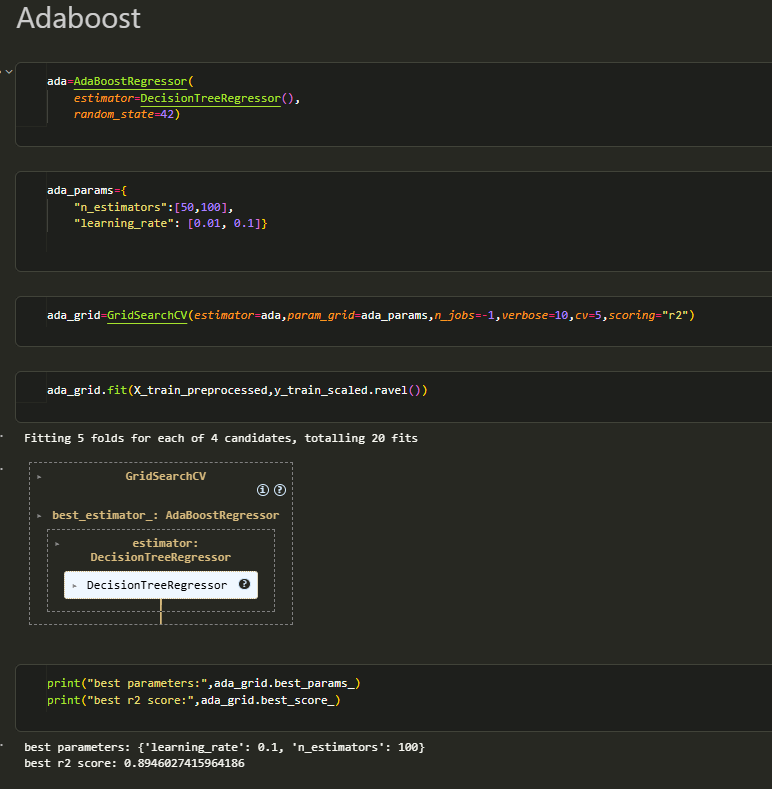 Adaboost
ada=AdaBoostRegressor(
estimator=DecisionTreeRegressor(),
random_state=42)
ada_params={
"n_estimators":[50,100],
"learning_rate": [0.01, 0.1]}
ada_grid=GridSearchCV(estimator=ada,param_grid=ada_params,n_jobs=-1,verbose=10,cv=5,scoring="r2")
ada_grid.fit(X_train_preprocessed,y_train_scaled.ravel())
Fitting 5 folds for each of 4 candidates, totalling 20 fits
GridSearchCV
best_estimator_: AdaBoostRegressor
estimator:
DecisionTreeRegressor
DecisionTreeRegressor
print("best parameters:",ada_grid.best_params_)
print("best r2 score:",ada_grid.best_score_)
best parameters: {'learning_rate': 0.1, 'n_estimators': 100}
best r2 score: 0.8946027415964186